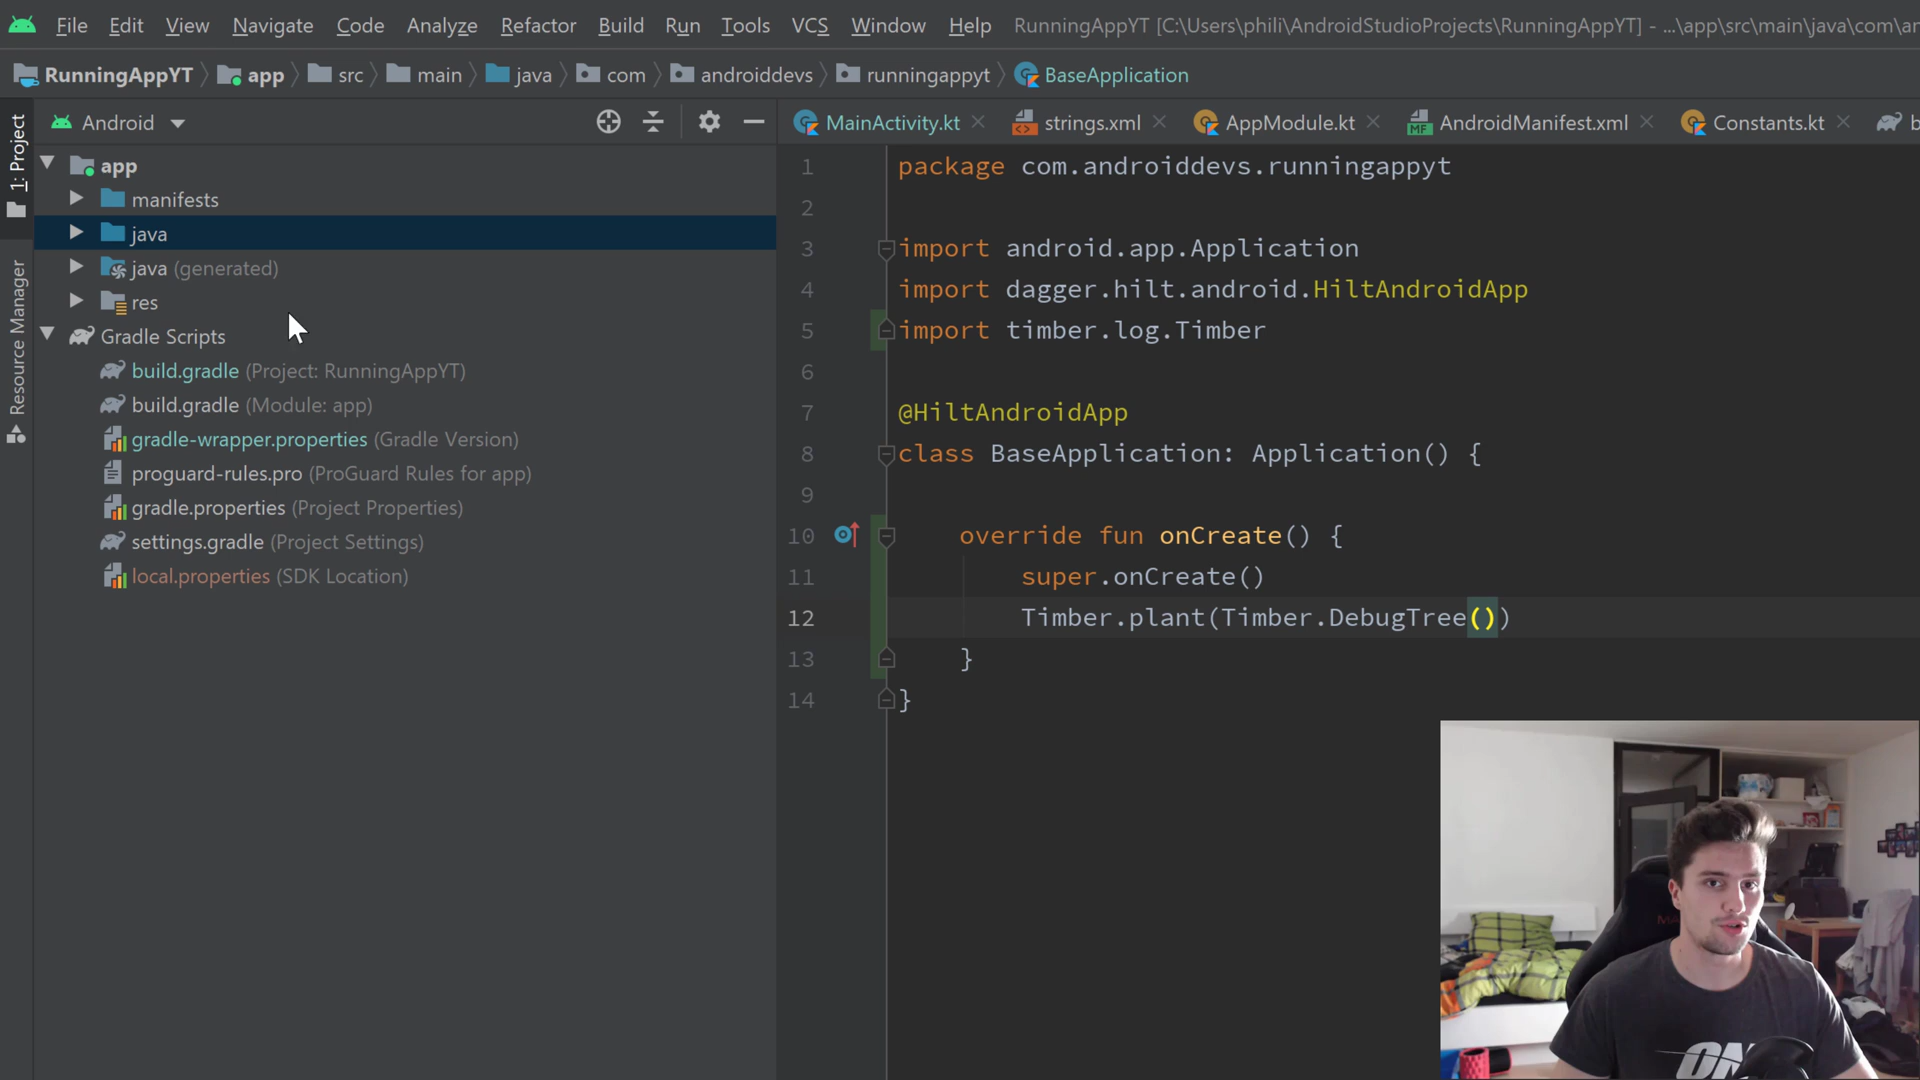 File Edit View Navigate Code Analyze Refactor Build Run Tools VCS Window Help RunningAppYT [C:\Users\phili\AndroidStudioProjects\RunningAppYT] - ...\app\src\main\java\com\an
RunningAppYT app src main java com androiddevs runningappyt BaseApplication
1: Project
Resource Manager
Android
app
manifests
java
java (generated)
res
Gradle Scripts
build.gradle (Project: RunningAppYT)
build.gradle (Module: app)
gradle-wrapper.properties (Gradle Version)
proguard-rules.pro (ProGuard Rules for app)
gradle.properties (Project Properties)
settings.gradle (Project Settings)
local.properties (SDK Location)
MainActivity.kt strings.xml AppModule.kt AndroidManifest.xml Constants.kt b
1 package com.androiddevs.runningappyt
2
3 import android.app.Application
4 import dagger.hilt.android.HiltAndroidApp
5 import timber.log.Timber
6
7 @HiltAndroidApp
8 class BaseApplication: Application() {
9
10 override fun onCreate() {
11 super.onCreate()
12 Timber.plant(Timber.DebugTree())
13 }
14 }